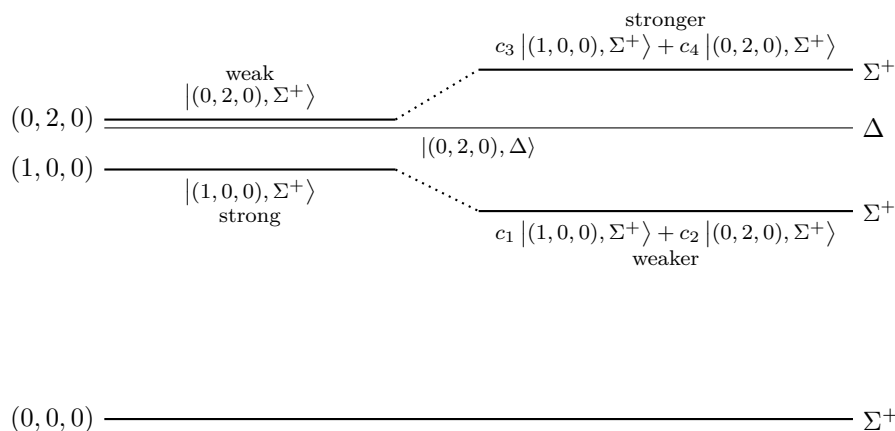 stronger
c₃ |(1, 0, 0), Σ⁺⟩ + c₄ |(0, 2, 0), Σ⁺⟩
Σ⁺
weak
|(0, 2, 0), Σ⁺⟩
(0, 2, 0)
Δ
|(0, 2, 0), Δ⟩
(1, 0, 0)
|(1, 0, 0), Σ⁺⟩
strong
Σ⁺
c₁ |(1, 0, 0), Σ⁺⟩ + c₂ |(0, 2, 0), Σ⁺⟩
weaker
(0, 0, 0)
Σ⁺